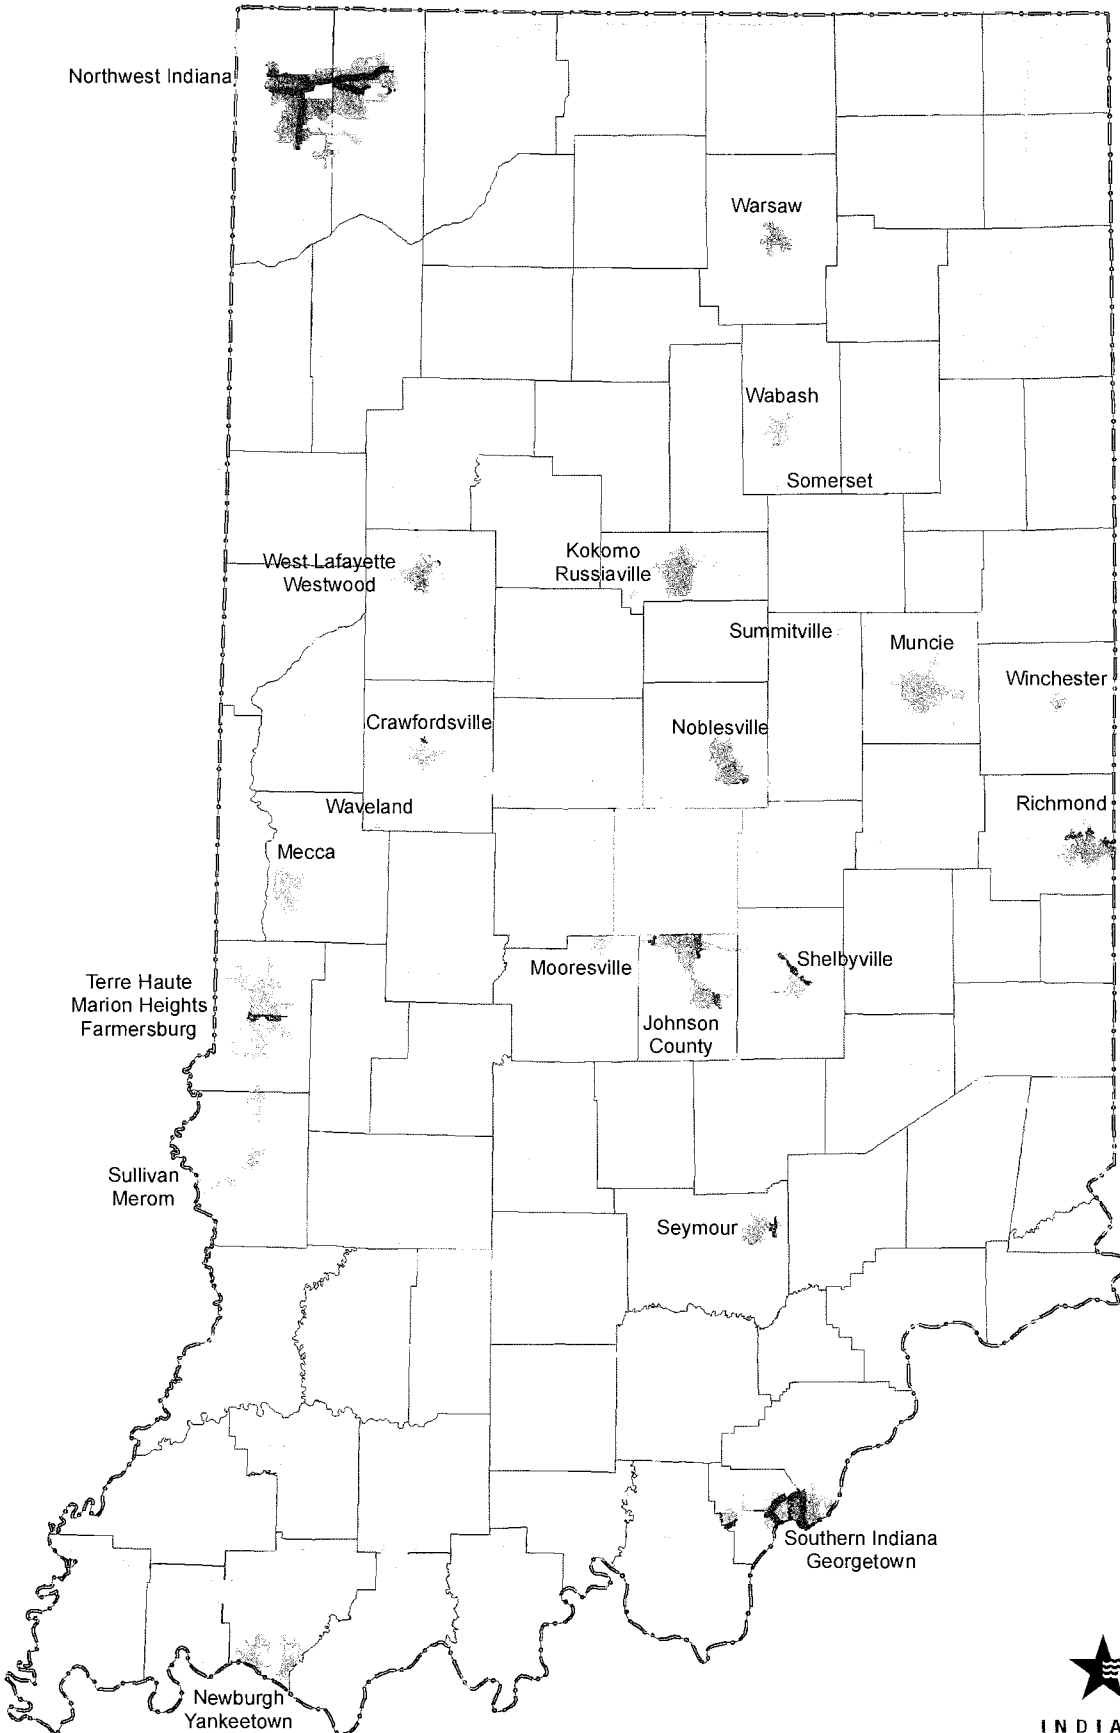 Northwest Indiana
Warsaw
Wabash
Somerset
West Lafayette
Westwood
Kokomo
Russiaville
Summitville
Muncie
Winchester
Crawfordsville
Noblesville
Waveland
Richmond
Mecca
Terre Haute
Marion Heights
Farmersburg
Mooresville
Johnson
County
Shelbyville
Sullivan
Merom
Seymour
Southern Indiana
Georgetown
Newburgh
Yankeetown
INDIA